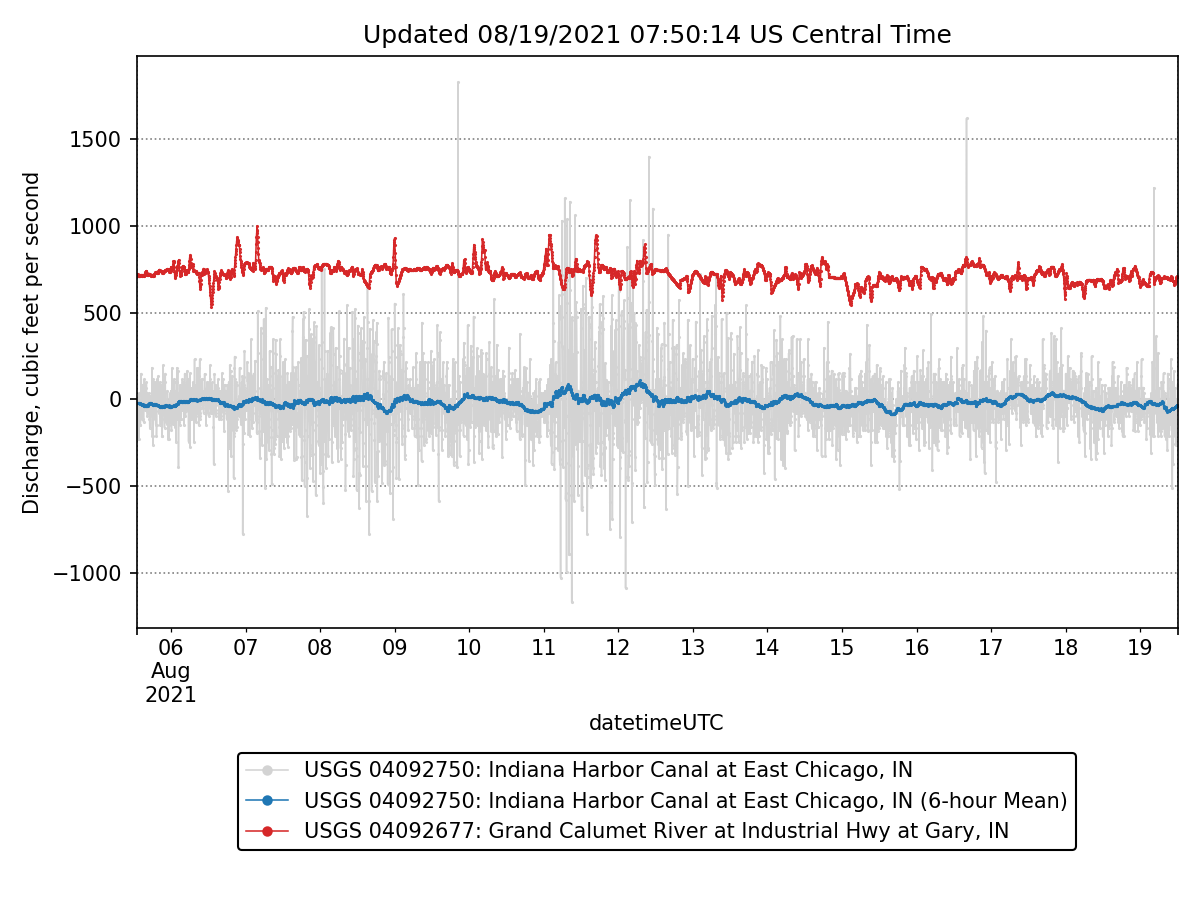 Updated 08/19/2021 07:50:14 US Central Time
Discharge, cubic feet per second
1500
1000
500
0
−500
−1000
06 07 08 09 10 11 12 13 14 15 16 17 18 19
Aug
2021
datetimeUTC
USGS 04092750: Indiana Harbor Canal at East Chicago, IN
USGS 04092750: Indiana Harbor Canal at East Chicago, IN (6-hour Mean)
USGS 04092677: Grand Calumet River at Industrial Hwy at Gary, IN